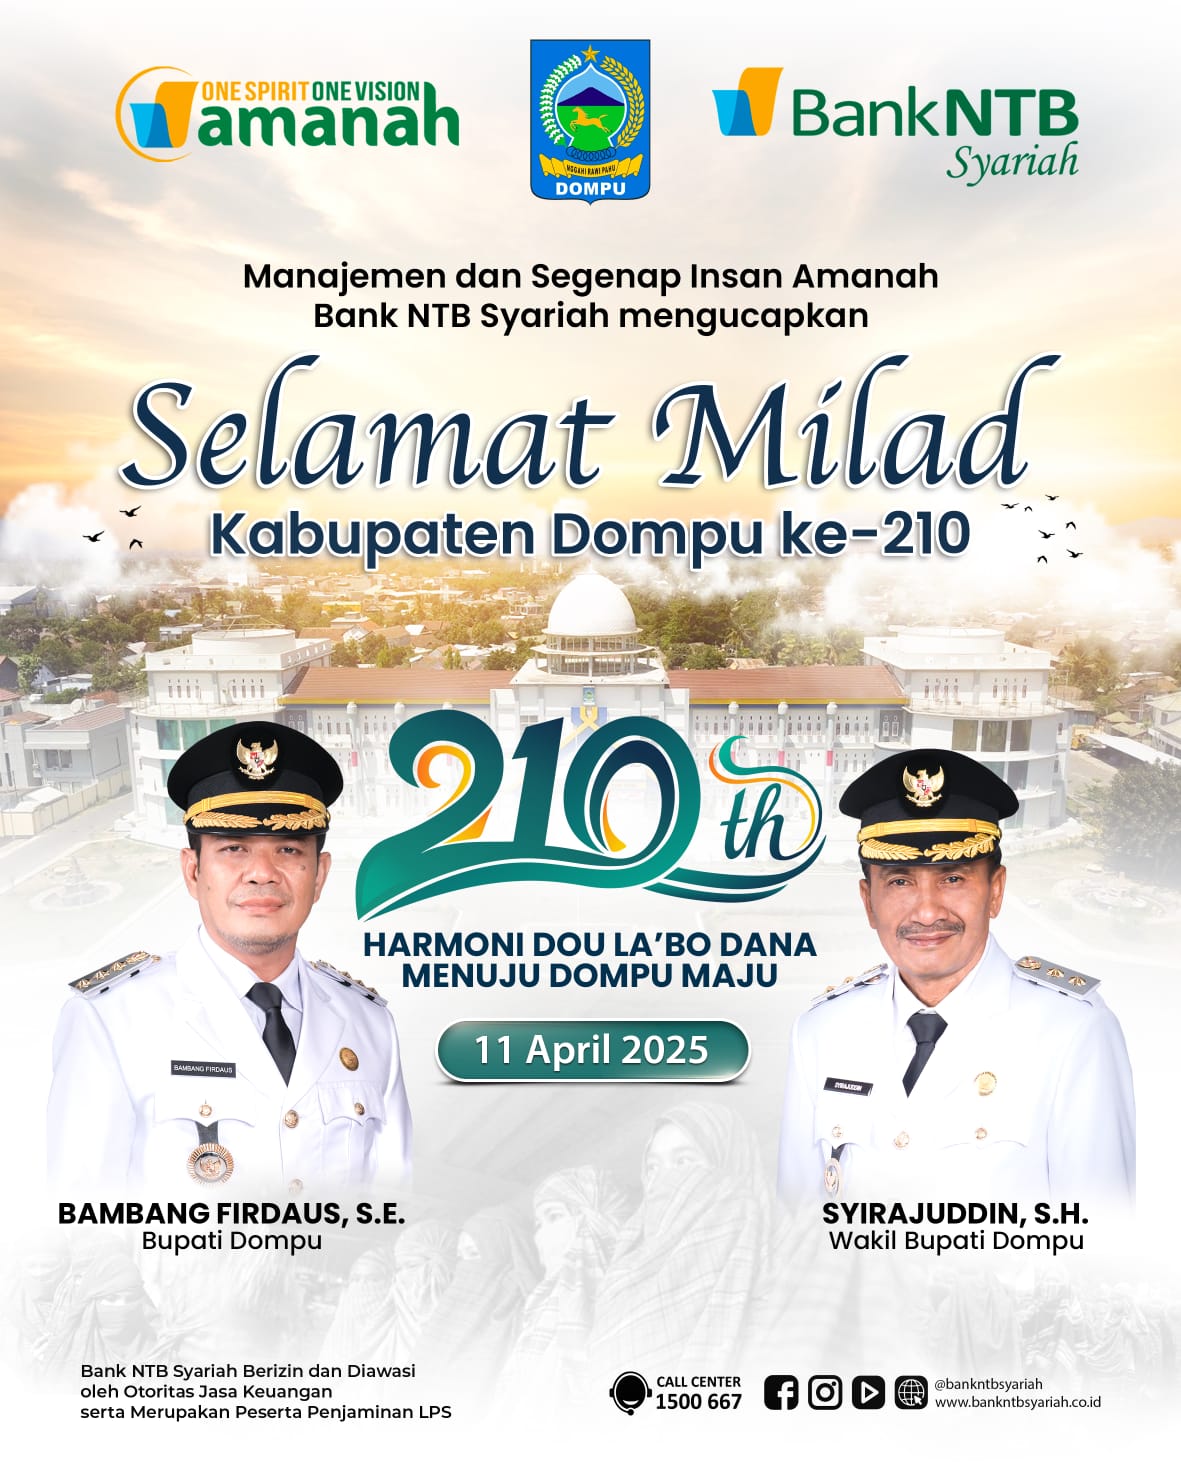 ONE SPIRIT ONE VISION
amanah
NGGAHI RAWI PAHU
DOMPU
BankNTB
Syariah
Manajemen dan Segenap Insan Amanah
Bank NTB Syariah mengucapkan
Selamat Milad
Kabupaten Dompu ke-210
210th
HARMONI DOU LA'BO DANA
MENUJU DOMPU MAJU
11 April 2025
BAMBANG FIRDAUS
SYIRAJUDDIN
BAMBANG FIRDAUS, S.E.
Bupati Dompu
SYIRAJUDDIN, S.H.
Wakil Bupati Dompu
Bank NTB Syariah Berizin dan Diawasi
oleh Otoritas Jasa Keuangan
serta Merupakan Peserta Penjaminan LPS
CALL CENTER
1500 667
@bankntbsyariah
www.bankntbsyariah.co.id